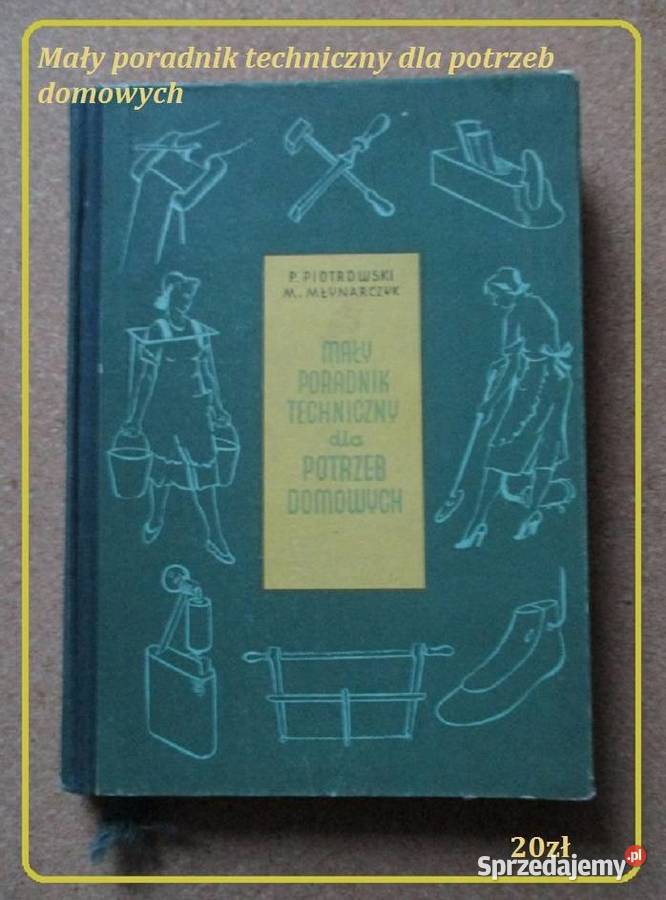 Mały poradnik techniczny dla potrzeb
domowych
P. PIOTROWSKI
M. MŁYNARCZYK
MAŁY
PORADNIK
TECHNICZNY
dla
POTRZEB
DOMOWYCH
20zł
Sprzedajemy.pl